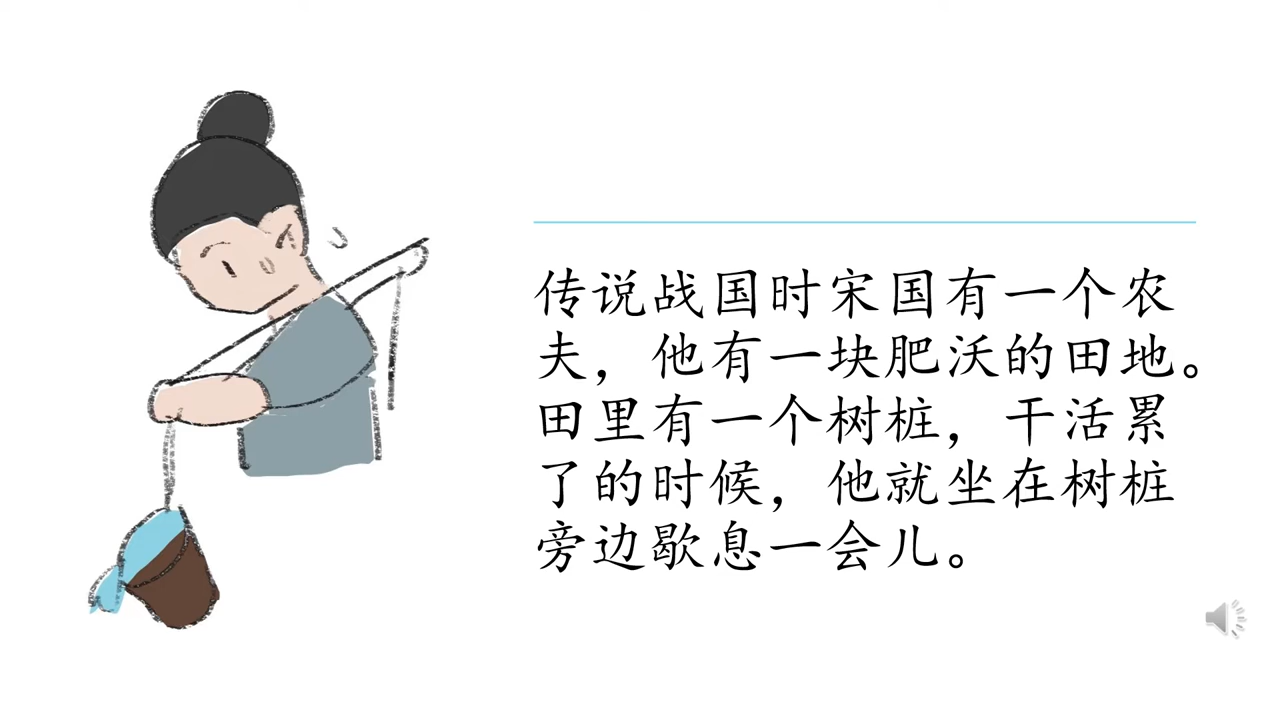 传说战国时宋国有一个农
夫，他有一块肥沃的田地。
田里有一个树桩，干活累
了的时候，他就坐在树桩
旁边歇息一会儿。